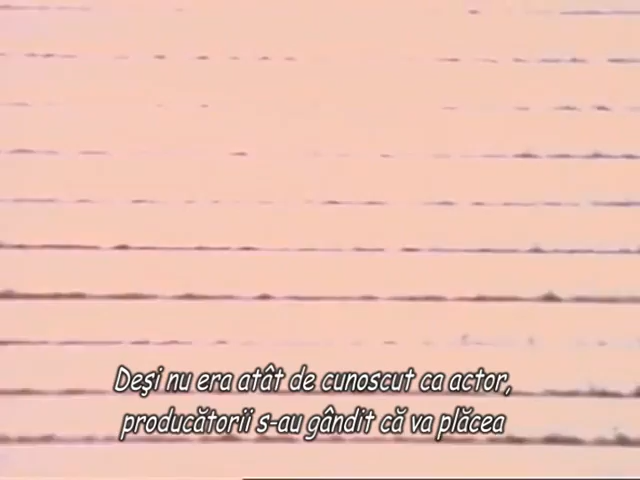 Deşi nu era atât de cunoscut ca actor,
producătorii s-au gândit că va plăcea